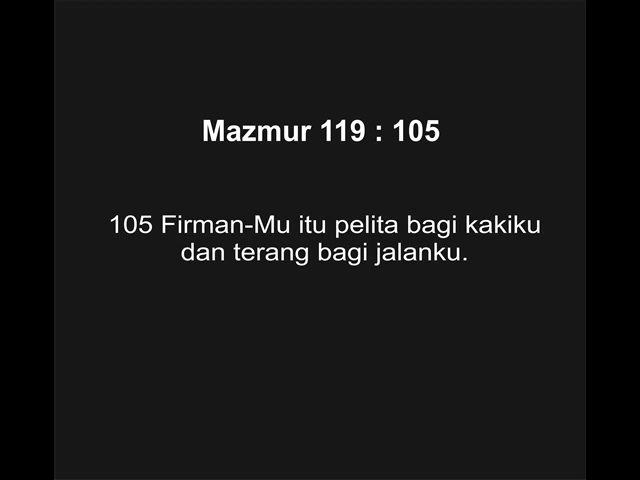 Mazmur 119 : 105
105 Firman-Mu itu pelita bagi kakiku
dan terang bagi jalanku.